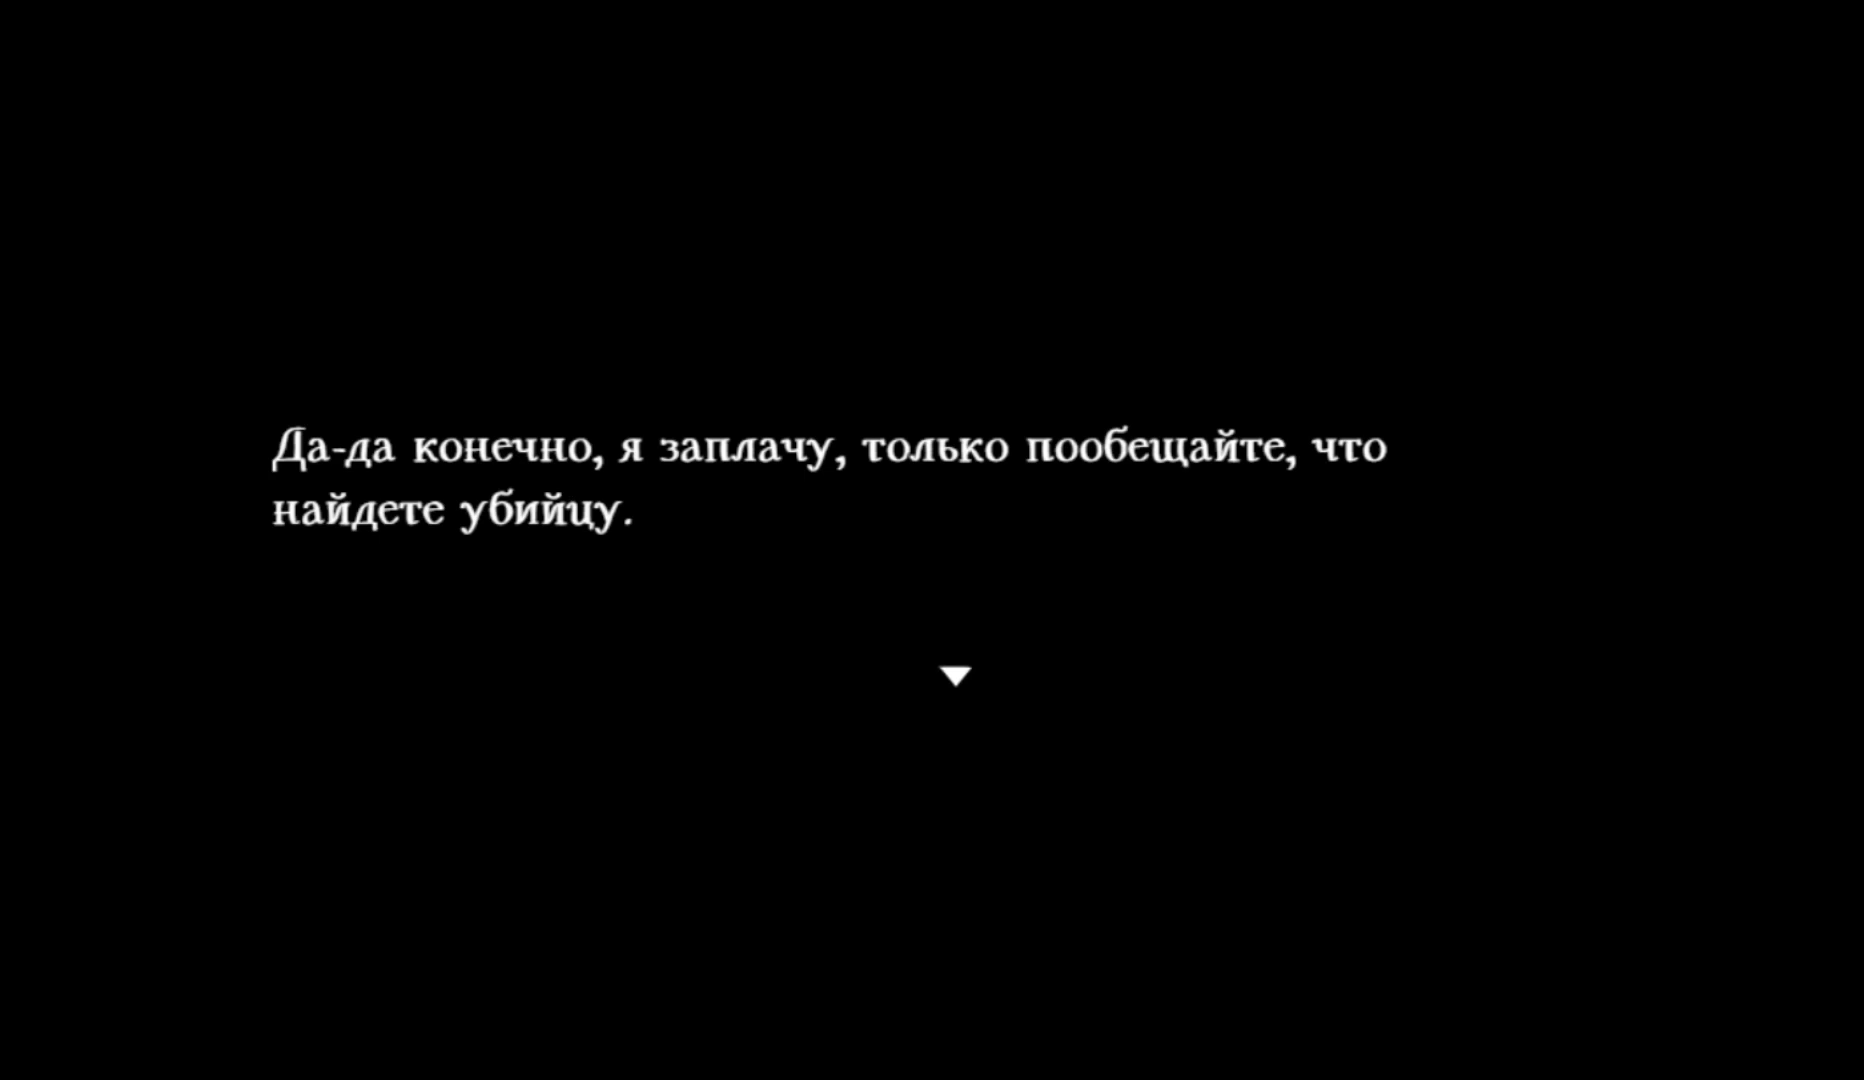 Да-да конечно, я заплачу, только пообещайте, что
найдете убийцу.